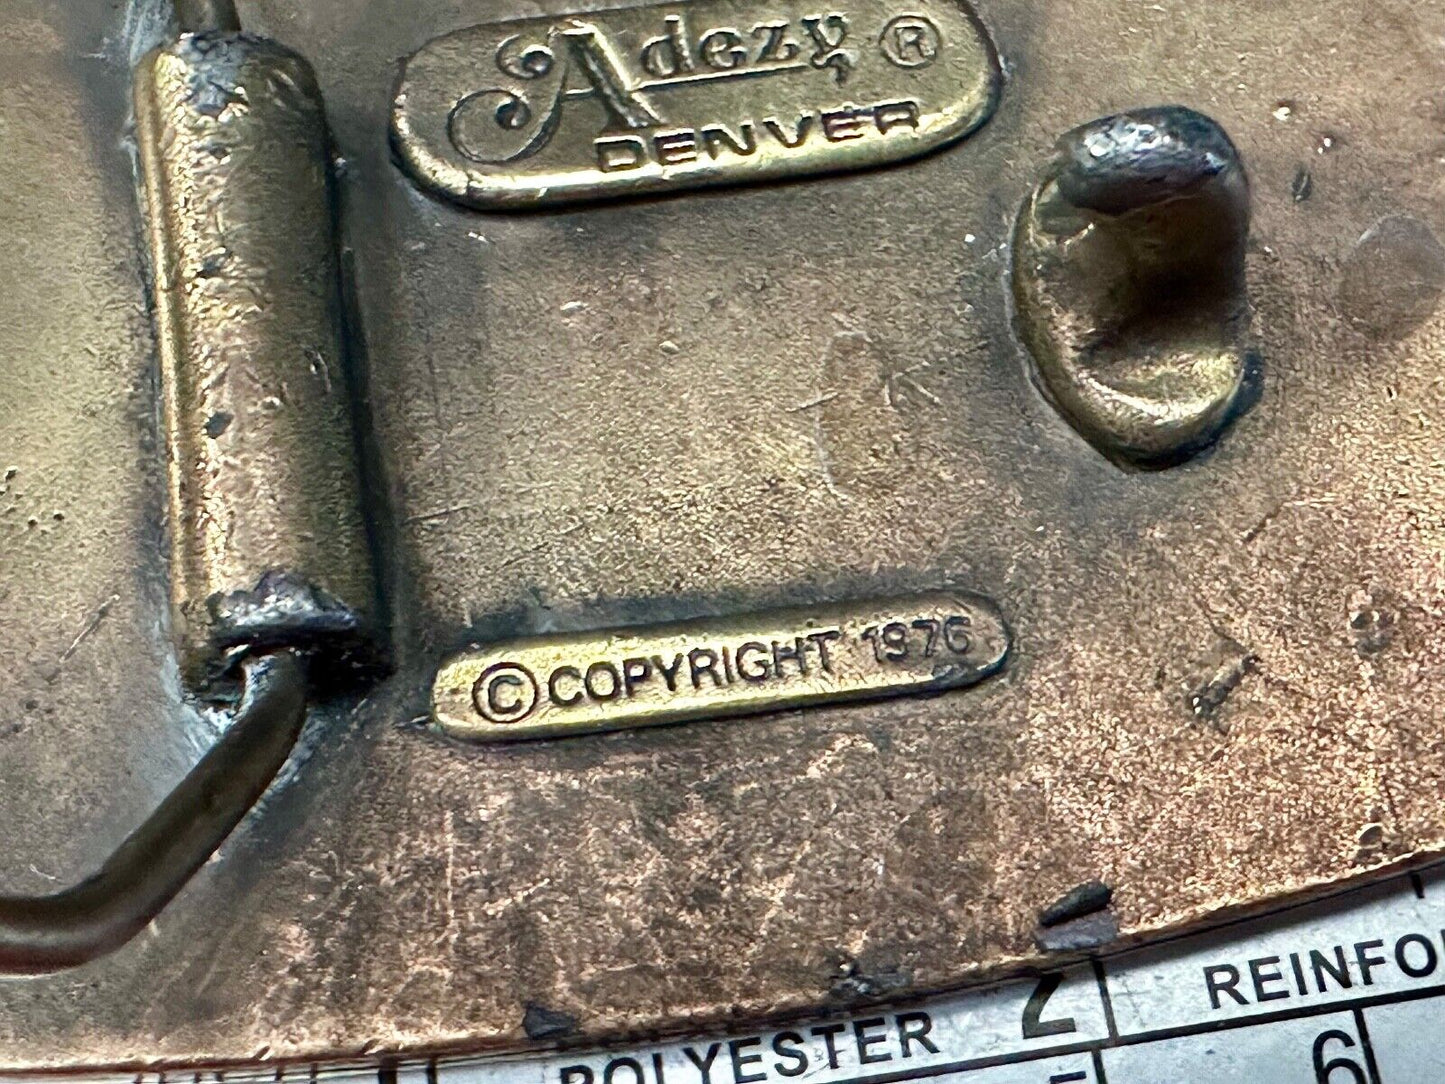 Adezy ®
DENVER
© COPYRIGHT 1976
POLYESTER 2
REINFO
6